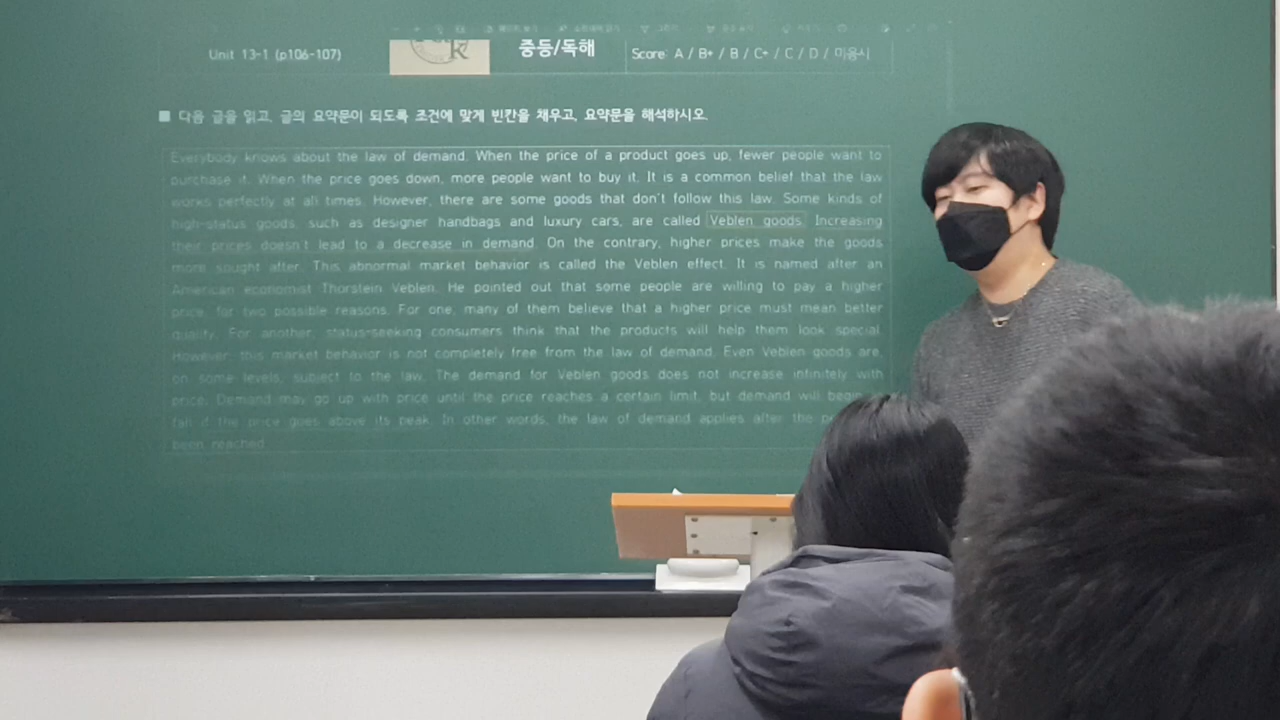 Unit 13-1 (p106-107)
K
중등/독해
Score: A / B+ / B / C+ / C / D / 미응시
■ 다음 글을 읽고, 글의 요약문이 되도록 조건에 맞게 빈칸을 채우고, 요약문을 해석하시오.
Everybody knows about the law of demand. When the price of a product goes up, fewer people want to
purchase it. When the price goes down, more people want to buy it. It is a common belief that the law
works perfectly at all times. However, there are some goods that don't follow this law. Some kinds of
high-status goods, such as designer handbags and luxury cars, are called Veblen goods. Increasing
their prices doesn't lead to a decrease in demand. On the contrary, higher prices make the goods
more sought after. This abnormal market behavior is called the Veblen effect. It is named after an
American economist Thorstein Veblen. He pointed out that some people are willing to pay a higher
price, for two possible reasons. For one, many of them believe that a higher price must mean better
quality. For another, status-seeking consumers think that the products will help them look special.
However, this market behavior is not completely free from the law of demand. Even Veblen goods are,
on some levels, subject to the law. The demand for Veblen goods does not increase infinitely with
price. Demand may go up with price until the price reaches a certain limit, but demand will begin
fall if the price goes above its peak. In other words, the law of demand applies after the
been reached.